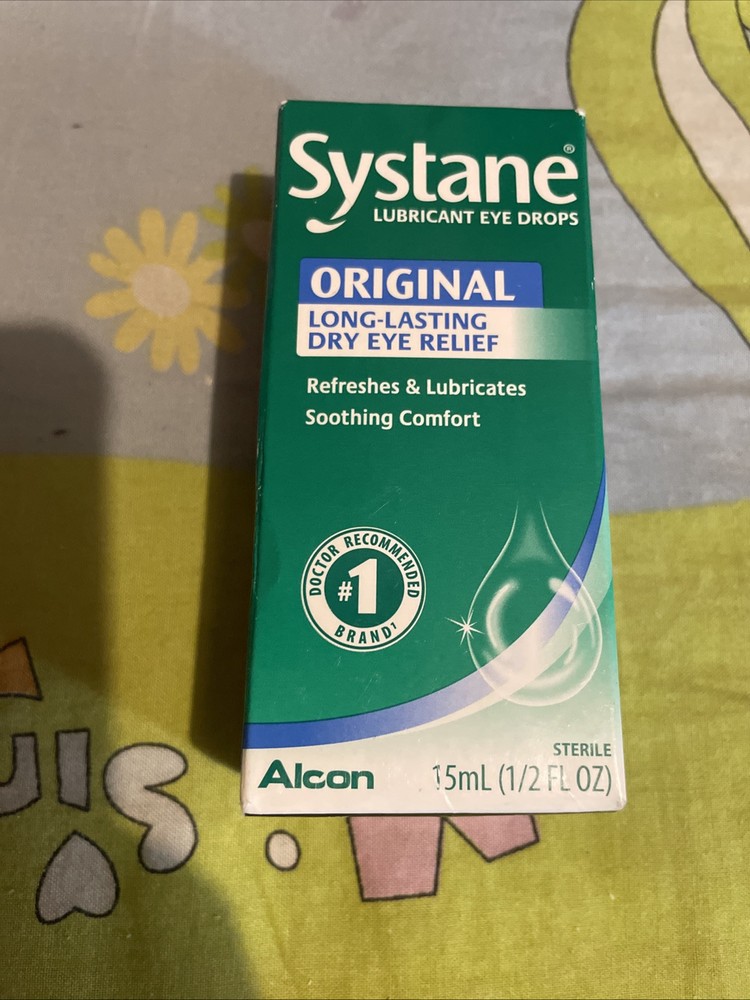 Systane®
LUBRICANT EYE DROPS
ORIGINAL
LONG-LASTING
DRY EYE RELIEF
Refreshes & Lubricates
Soothing Comfort
DOCTOR RECOMMENDED
#1
BRAND¹
STERILE
Alcon 15mL (1/2 FL OZ)